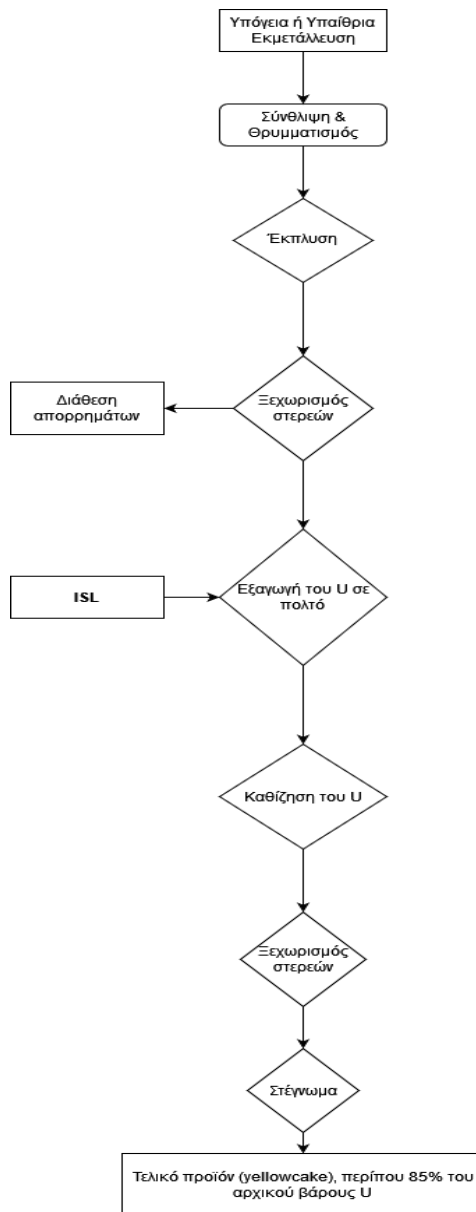 Υπόγεια ή Υπαίθρια
Εκμετάλλευση
Σύνθλιψη &
Θρυμματισμός
Έκπλυση
Διάθεση
απορρημάτων
Ξεχωρισμός
στερεών
ISL
Εξαγωγή του U σε
πολτό
Καθίζηση του U
Ξεχωρισμός
στερεών
Στέγνωμα
Τελικό προϊόν (yellowcake), περίπου 85% του
αρχικού βάρους U